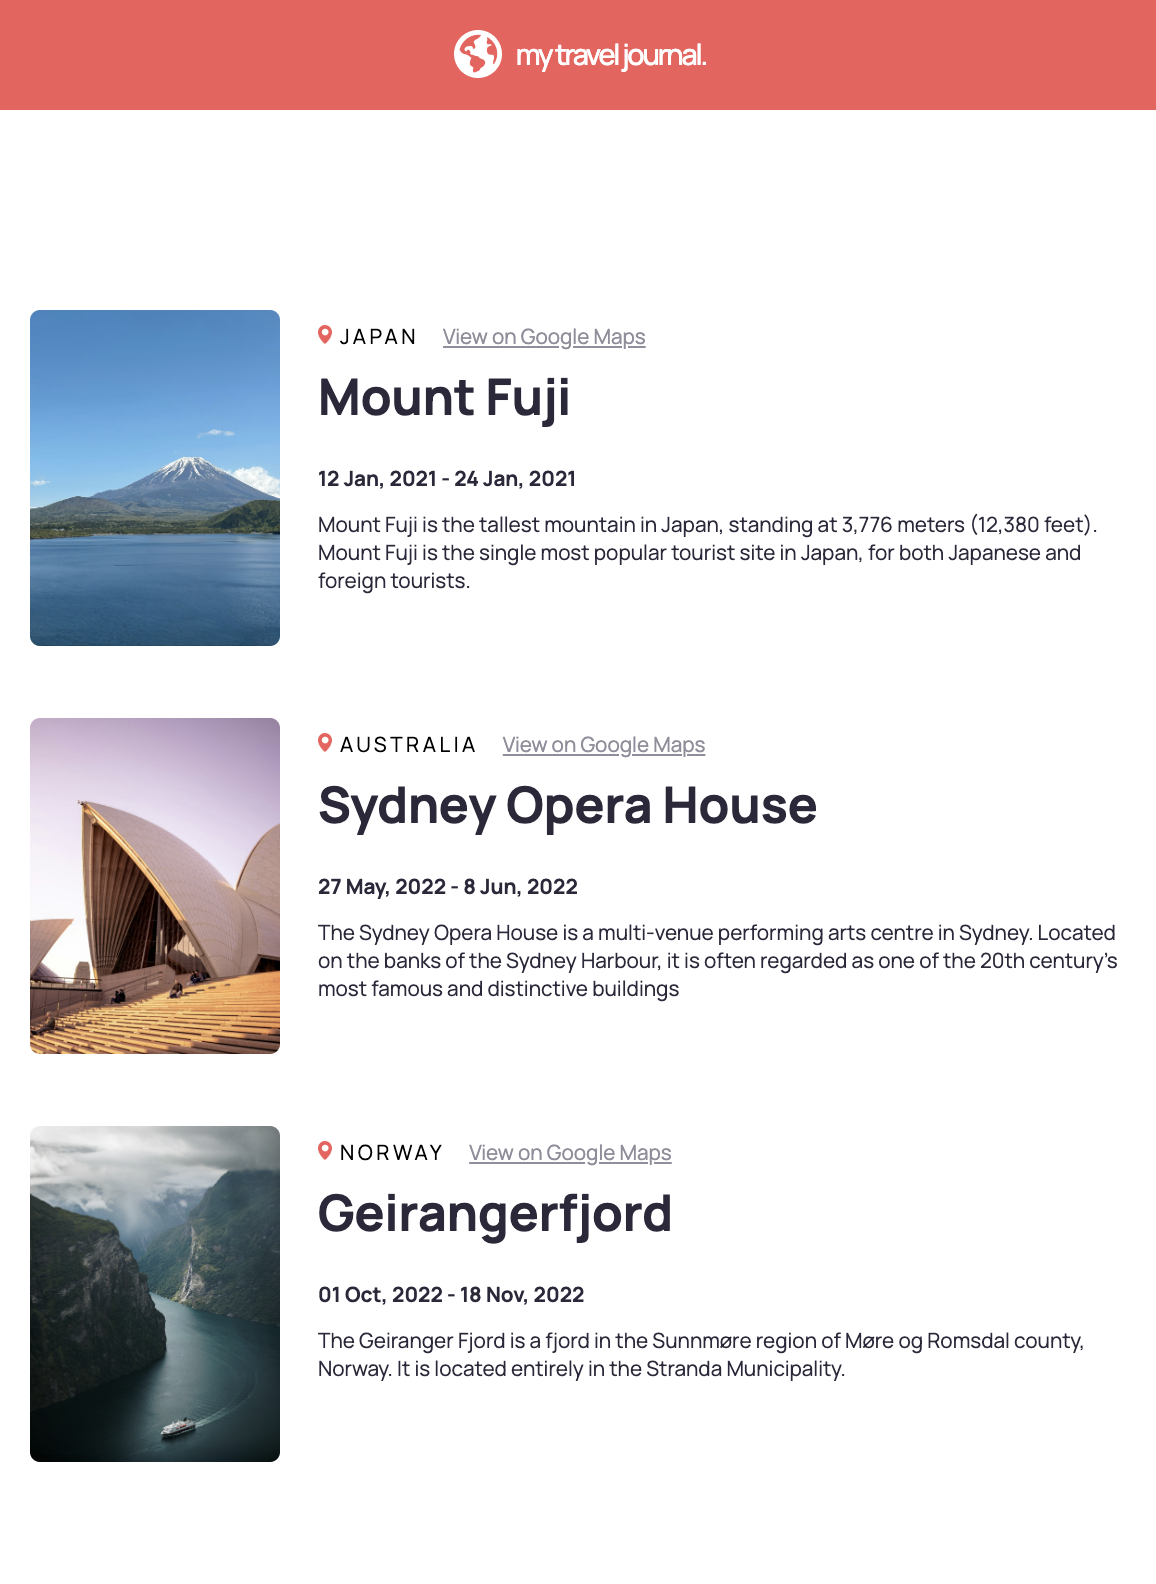 my travel journal.
JAPAN View on Google Maps
Mount Fuji
12 Jan, 2021 - 24 Jan, 2021
Mount Fuji is the tallest mountain in Japan, standing at 3,776 meters (12,380 feet).
Mount Fuji is the single most popular tourist site in Japan, for both Japanese and
foreign tourists.
AUSTRALIA View on Google Maps
Sydney Opera House
27 May, 2022 - 8 Jun, 2022
The Sydney Opera House is a multi-venue performing arts centre in Sydney. Located
on the banks of the Sydney Harbour, it is often regarded as one of the 20th century's
most famous and distinctive buildings
NORWAY View on Google Maps
Geirangerfjord
01 Oct, 2022 - 18 Nov, 2022
The Geiranger Fjord is a fjord in the Sunnmøre region of Møre og Romsdal county,
Norway. It is located entirely in the Stranda Municipality.